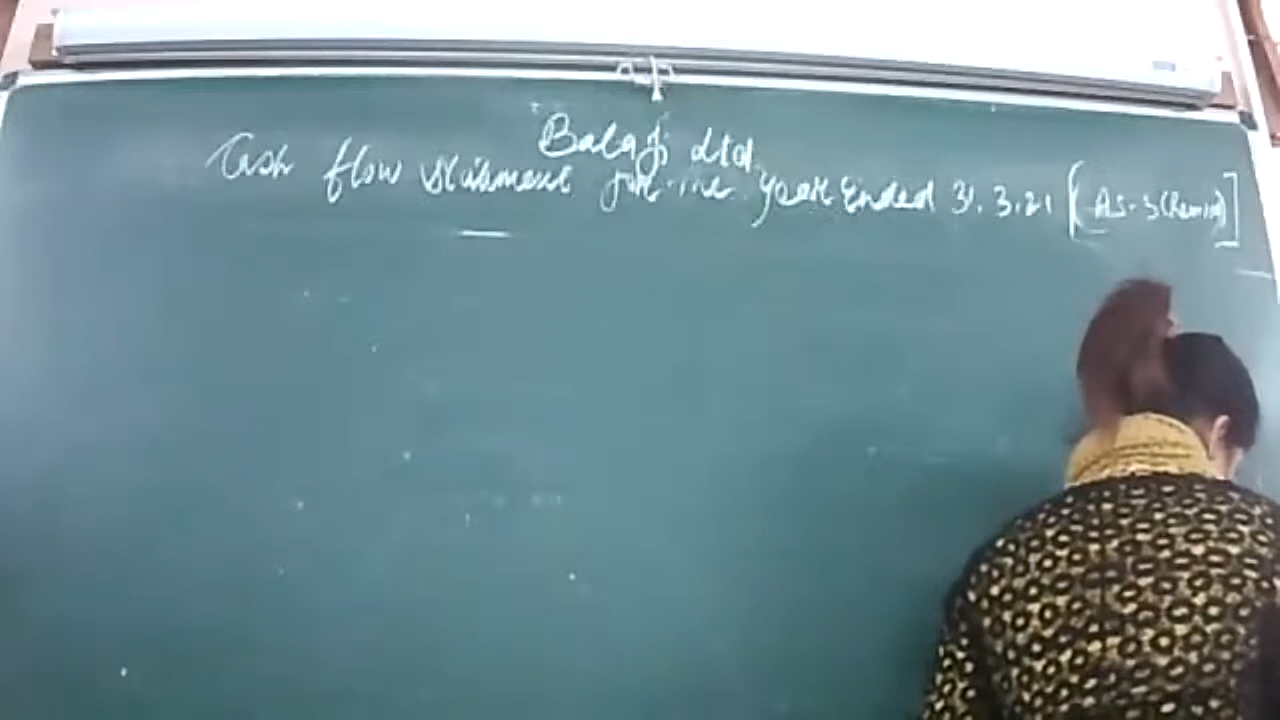 Balaji Ltd.
Cash flow statement for the year ended 31.3.21 [AS-3(Revised)]